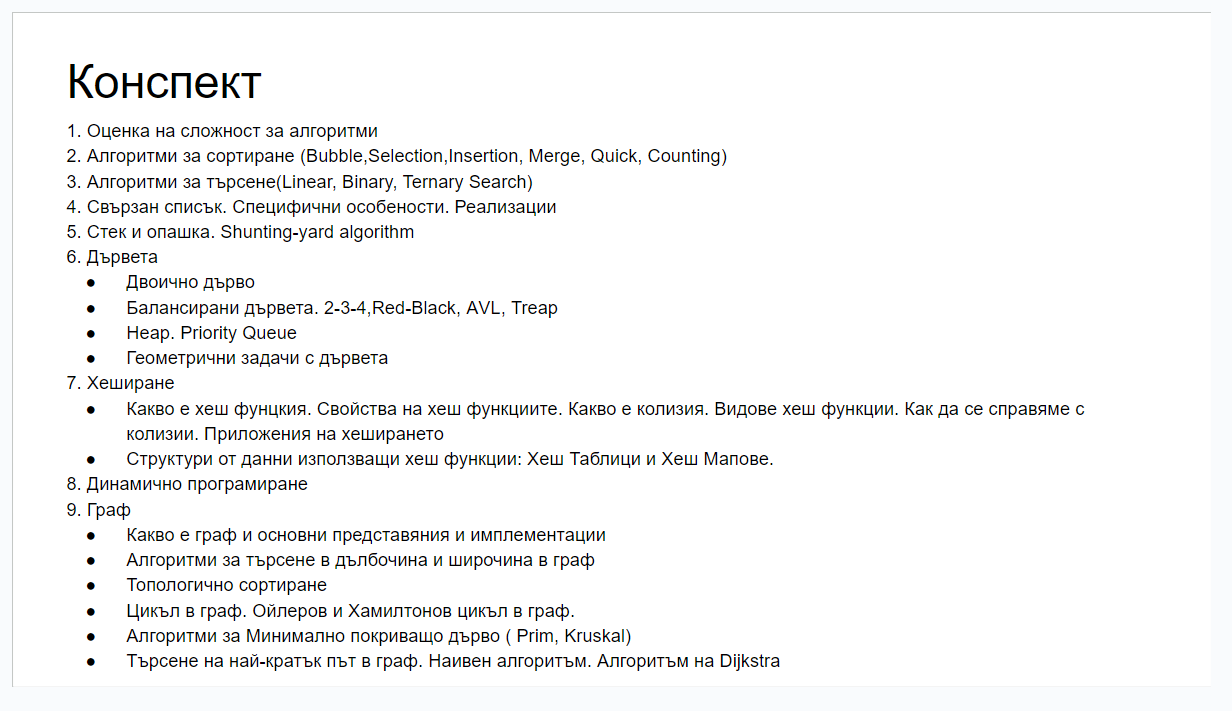 Конспект
1. Оценка на сложност за алгоритми
2. Алгоритми за сортиране (Bubble,Selection,Insertion, Merge, Quick, Counting)
3. Алгоритми за търсене(Linear, Binary, Ternary Search)
4. Свързан списък. Специфични особености. Реализации
5. Стек и опашка. Shunting-yard algorithm
6. Дървета
● Двоично дърво
● Балансирани дървета. 2-3-4,Red-Black, AVL, Treap
● Heap. Priority Queue
● Геометрични задачи с дървета
7. Хеширане
● Какво е хеш фунцкия. Свойства на хеш функциите. Какво е колизия. Видове хеш функции. Как да се справяме с
колизии. Приложения на хеширането
● Структури от данни използващи хеш функции: Хеш Таблици и Хеш Мапове.
8. Динамично програмиране
9. Граф
● Какво е граф и основни представяния и имплементации
● Алгоритми за търсене в дълбочина и широчина в граф
● Топологично сортиране
● Цикъл в граф. Ойлеров и Хамилтонов цикъл в граф.
● Алгоритми за Минимално покриващо дърво ( Prim, Kruskal)
● Търсене на най-кратък път в граф. Наивен алгоритъм. Алгоритъм на Dijkstra